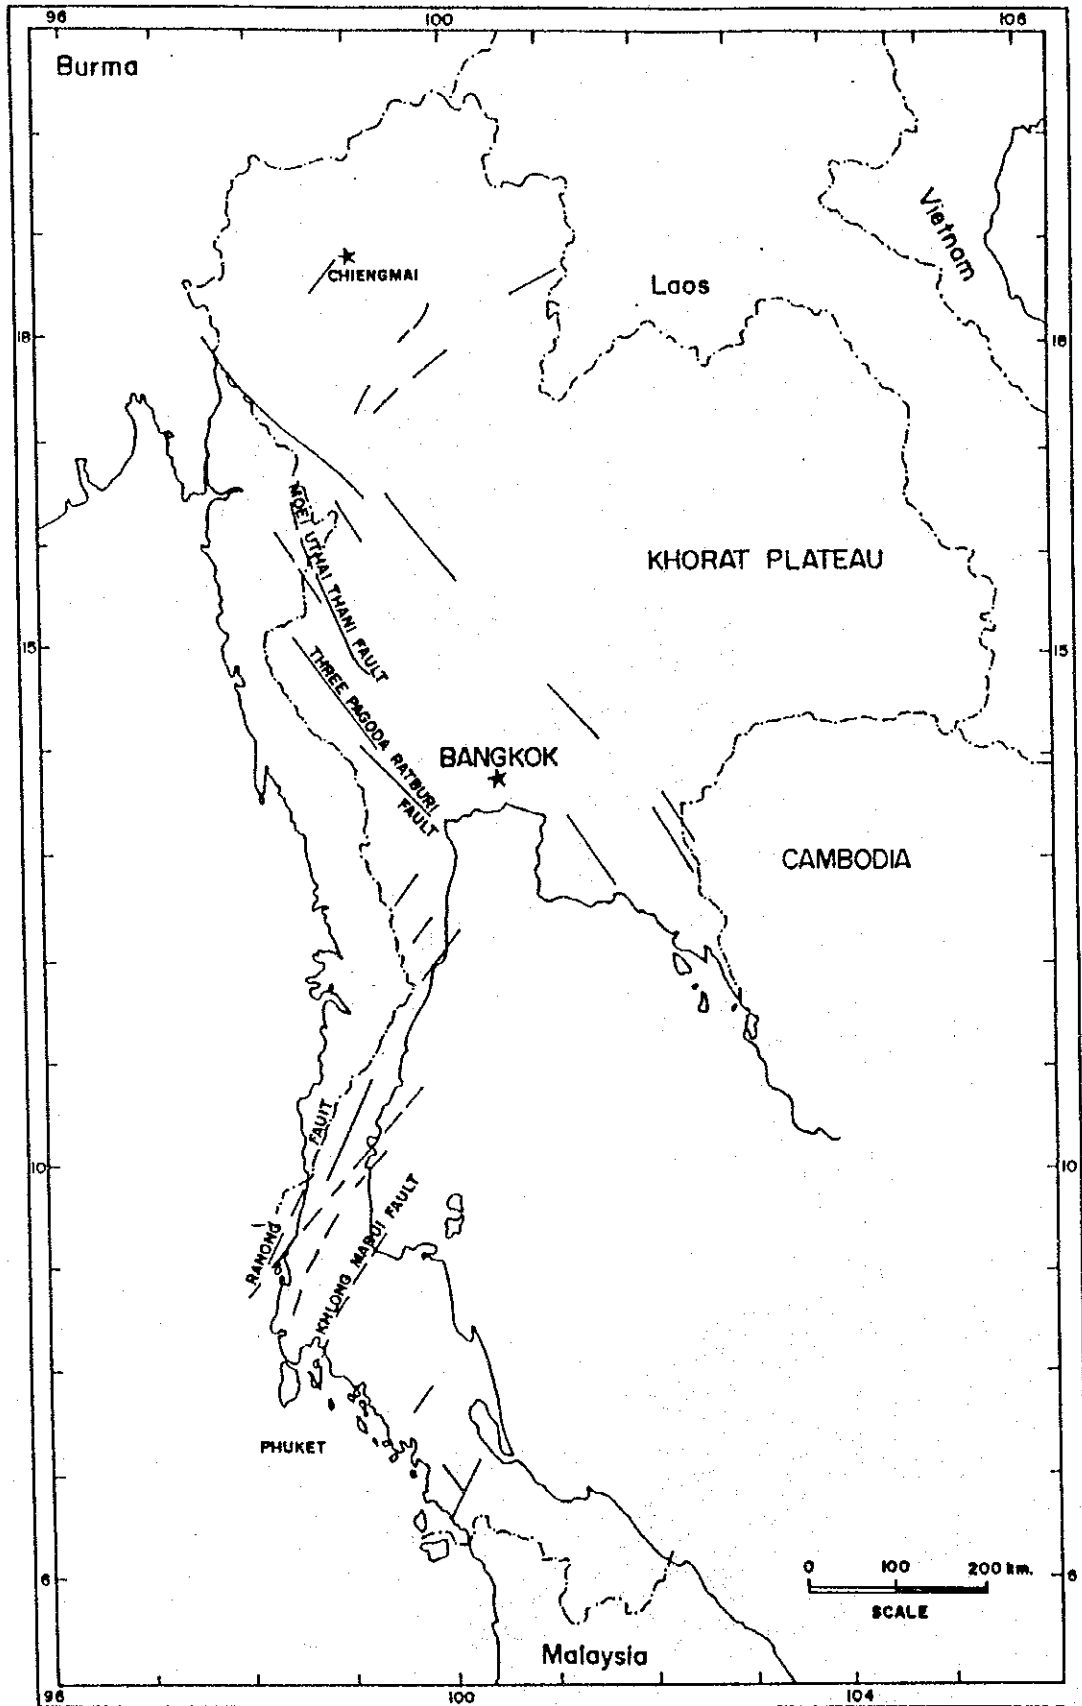 96
100
106
Burma
Vietnam
CHIENGMAI
Laos
18
18
MOEI UTHAI THANI FAULT
KHORAT PLATEAU
15
15
THREE PAGODA RATBURI
FAULT
BANGKOK
CAMBODIA
RANONG FAUIT
10
10
KHLONG MARUI FAULT
PHUKET
0 100 200 km.
SCALE
6
6
Malaysia
96
100
104